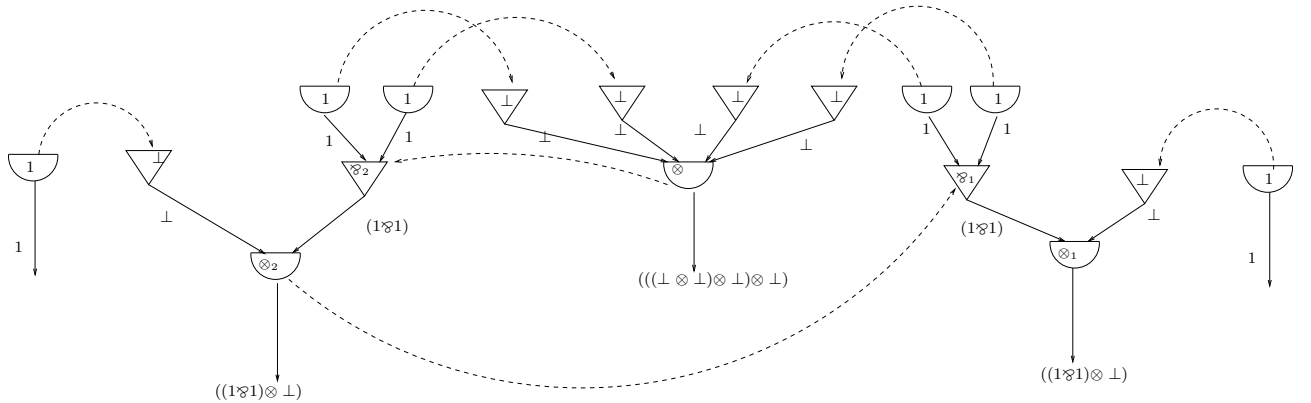 1 1 ⊥ ⊥ ⊥ ⊥ 1 1
1 1 ⊥ ⊥ ⊥ ⊥ 1 1
1 ⊥ ⅋₂ ⊗ ⅋₁ ⊥ 1
⊥ (1⅋1) (1⅋1) ⊥
1 ⊗₂ ⊗₁ 1
(((⊥ ⊗ ⊥)⊗ ⊥)⊗ ⊥)
((1⅋1)⊗ ⊥) ((1⅋1)⊗ ⊥)